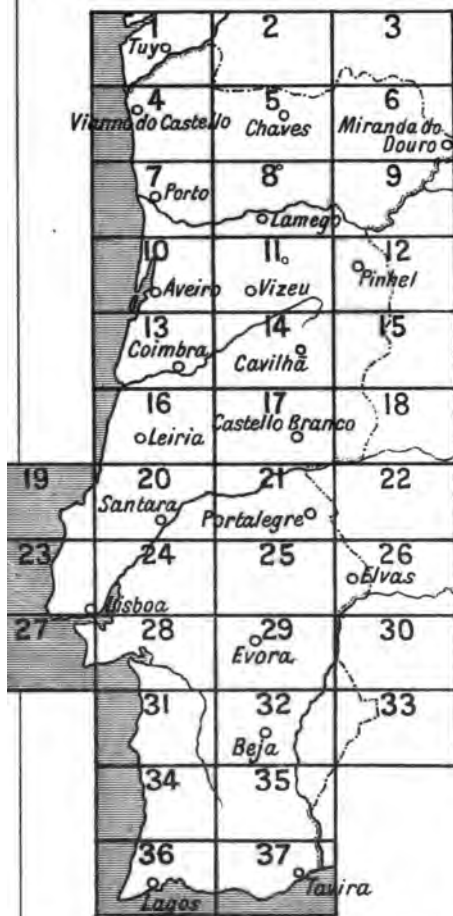 1 2 3
Tuy
4 5 6
Vianna do Castello Chaves Miranda do
Douro
7 8 9
Porto
Lamego
10 11 12
Aveiro Vizeu Pinhel
13 14 15
Coimbra Cavilhã
16 17 18
Leiria Castello Branco
19 20 21 22
Santara Portalegre
23 24 25 26
Elvas
Lisboa
27 28 29 30
Evora
31 32 33
Beja
34 35
36 37
Lagos Tavira